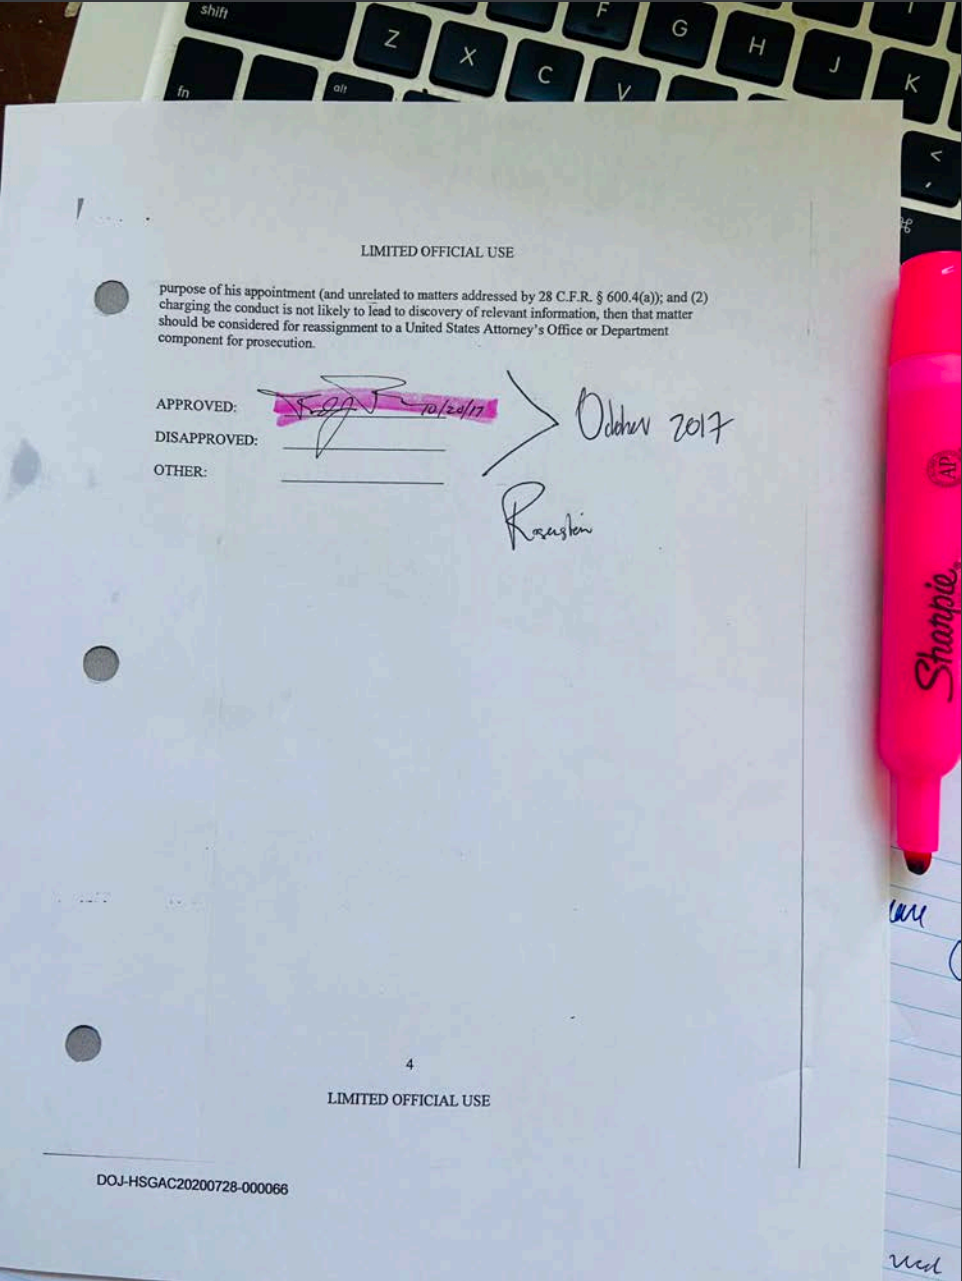 shift
F
G
Z
X
C
V
H
J
K
fn
alt
<
,
⌘
LIMITED OFFICIAL USE
purpose of his appointment (and unrelated to matters addressed by 28 C.F.R. § 600.4(a)); and (2)
charging the conduct is not likely to lead to discovery of relevant information, then that matter
should be considered for reassignment to a United States Attorney's Office or Department
component for prosecution.
APPROVED: 10/20/17
DISAPPROVED:
OTHER:
> October 2017
Rosenstein
AP
Sharpie
4
LIMITED OFFICIAL USE
DOJ-HSGAC20200728-000066